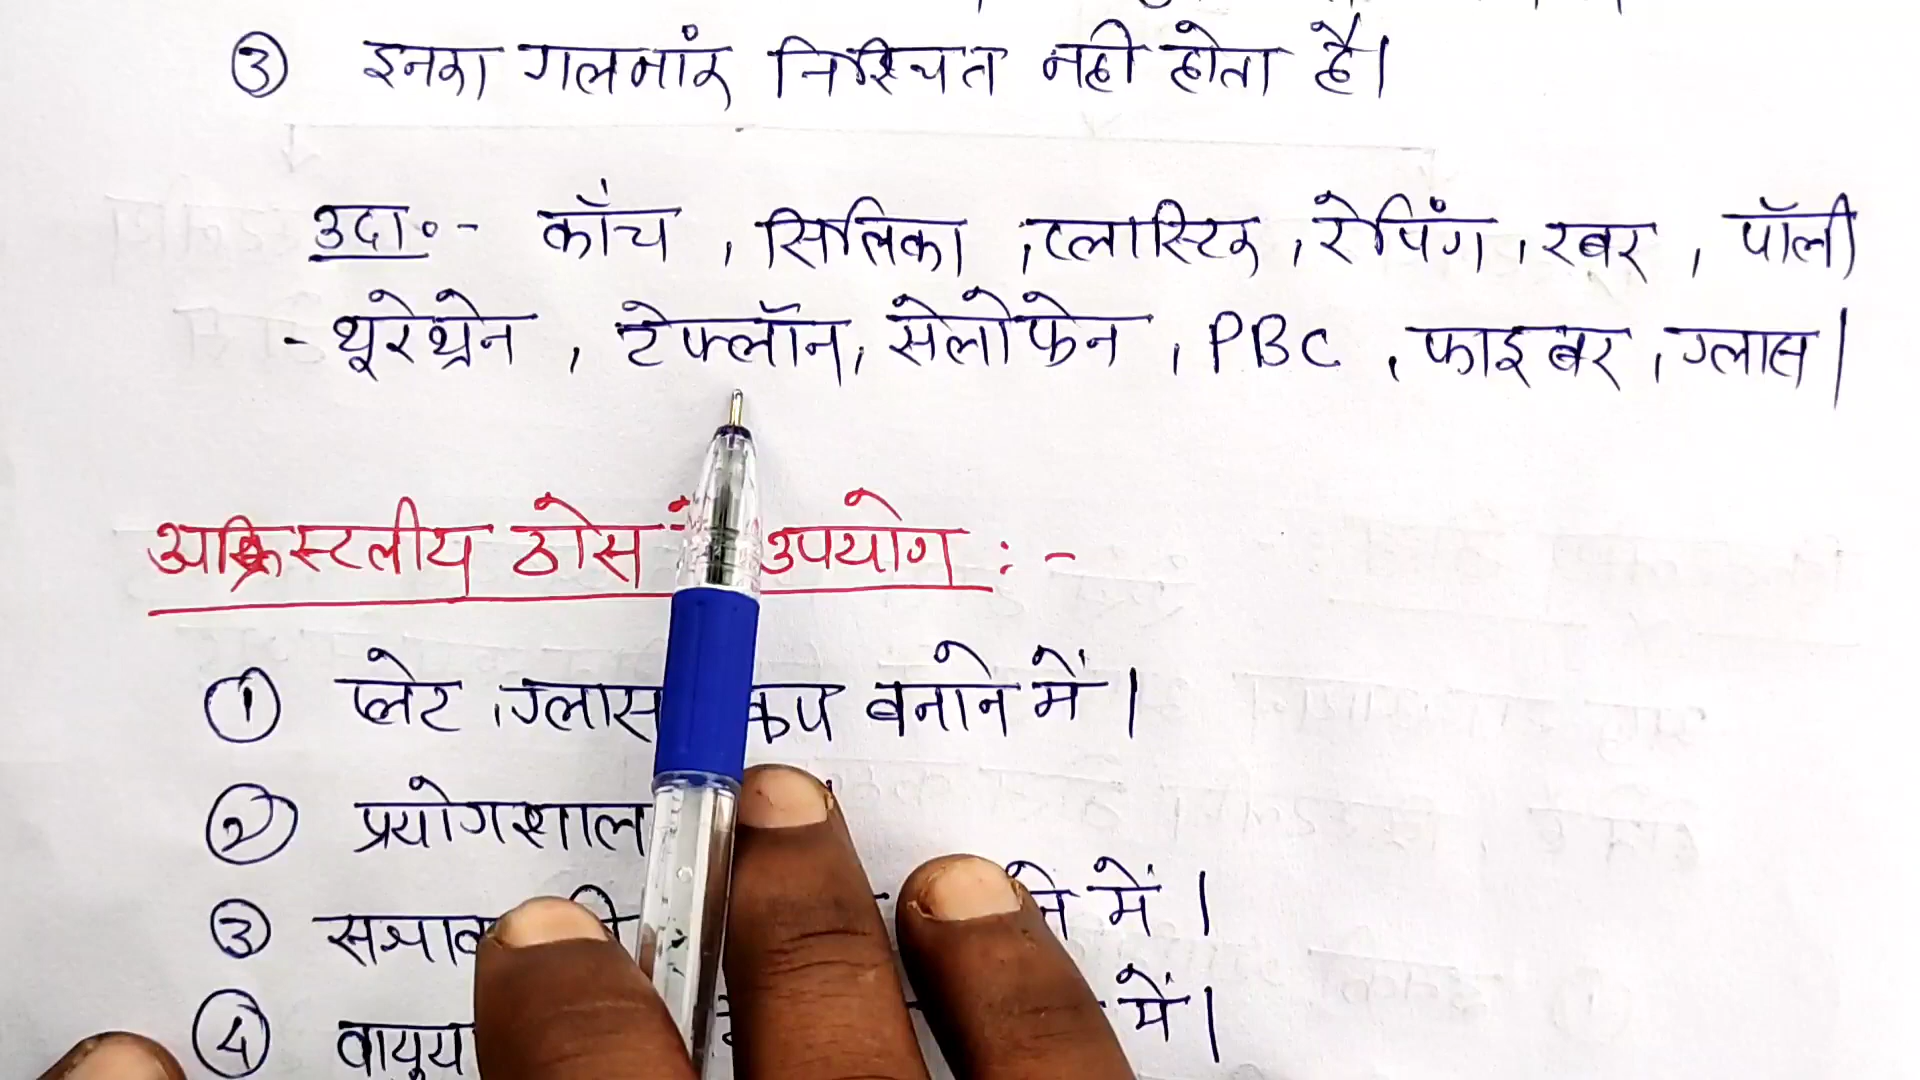 ③ इनका गलनांक निश्चित नही होता है।
उदा०:- काँच , सिलिका , प्लास्टिक , रेपिंग , रबर , पॉली
- थूरेथ्रेन , टेफ्लॉन, सेलोफेन , PBC , फाइबर , ग्लास।
अक्रिस्टलीय ठोस उपयोग :-
① प्लेट , ग्लास कप बनाने में।
② प्रयोगशाल
③ में।
④ में।